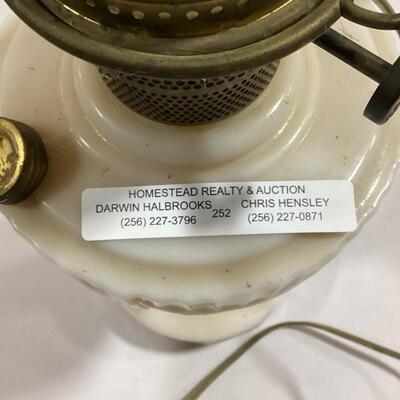 HOMESTEAD REALTY & AUCTION
DARWIN HALBROOKS CHRIS HENSLEY
(256) 227-3796 252 (256) 227-0871